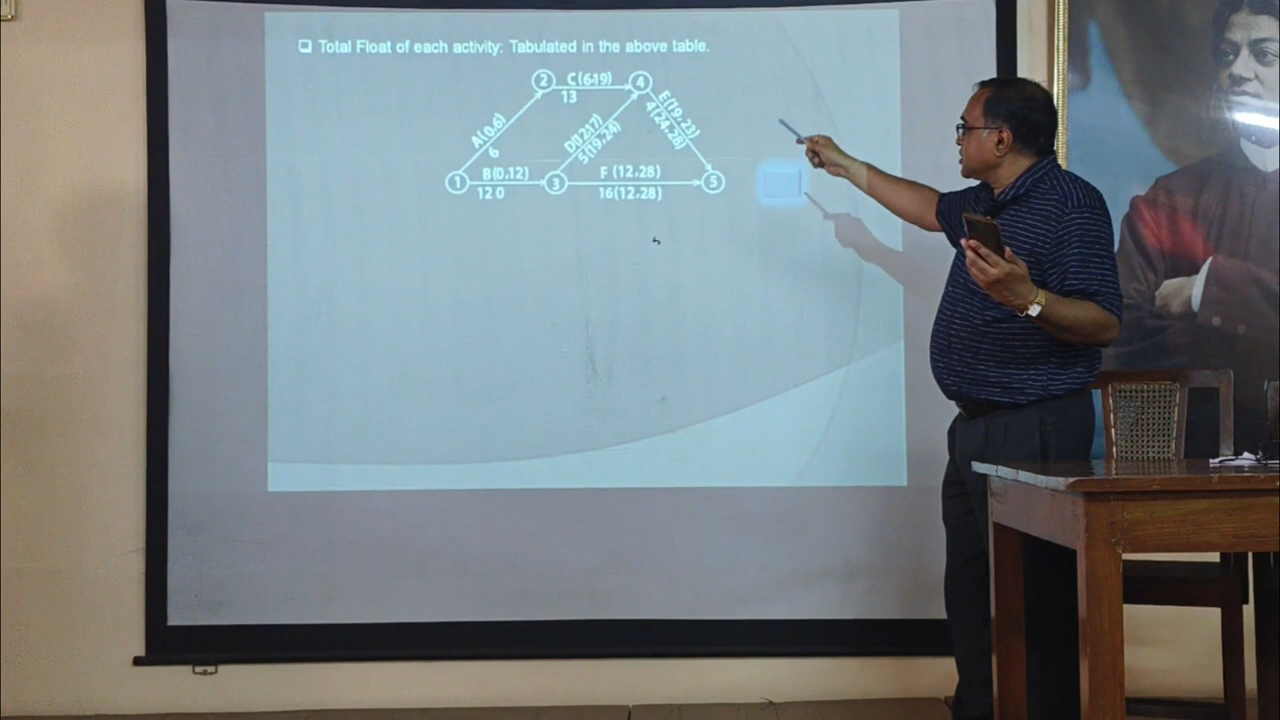 ❑ Total Float of each activity: Tabulated in the above table.
2 C(6,19) 4
13
A(0,6)
6
D(12,17)
5(19,24)
E(19,23)
4(24,28)
1 B(0,12) 3 F (12,28) 5
12 0 16(12,28)